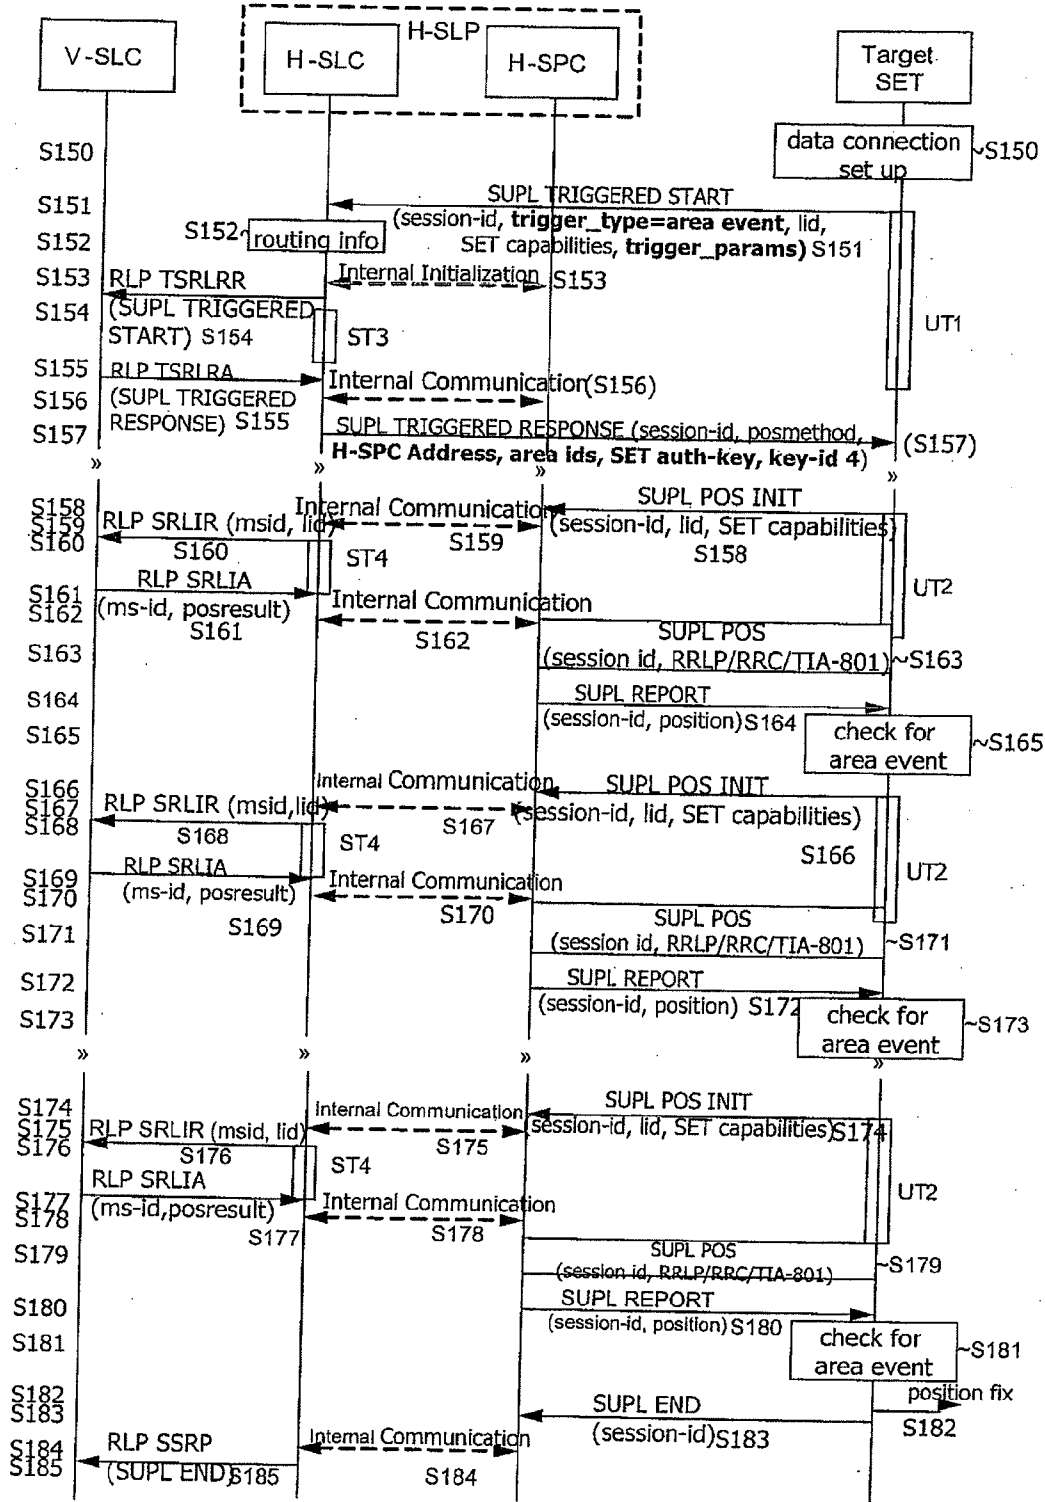 H-SLP
V-SLC
H-SLC
H-SPC
Target
SET
data connection
set up
~S150
S150
SUPL TRIGGERED START
S151
(session-id, trigger_type=area event, lid,
SET capabilities, trigger_params) S151
S152~
routing info
S152
Internal Initialization
S153
S153
RLP TSRLRR
(SUPL TRIGGERED
START) S154
S154
ST3
UT1
S155
RLP TSRLRA
Internal Communication(S156)
S156
(SUPL TRIGGERED
RESPONSE) S155
S157
SUPL TRIGGERED RESPONSE (session-id, posmethod,
H-SPC Address, area ids, SET auth-key, key-id 4)
(S157)
» » »
S158
Internal Communication
SUPL POS INIT
S159
RLP SRLIR (msid, lid)
(session-id, lid, SET capabilities)
S160
S160
S159
S158
ST4
UT2
S161
RLP SRLIA
(ms-id, posresult)
S161
S162
Internal Communication
S162
SUPL POS
S163
(session id, RRLP/RRC/TIA-801)
~S163
S164
SUPL REPORT
(session-id, position)S164
S165
check for
area event
~S165
S166
Internal Communication
SUPL POS INIT
S167
RLP SRLIR (msid,lid)
(session-id, lid, SET capabilities)
S168
S168
S167
S166
ST4
UT2
S169
RLP SRLIA
(ms-id, posresult)
S169
S170
Internal Communication
S170
SUPL POS
S171
(session id, RRLP/RRC/TIA-801)
~S171
S172
SUPL REPORT
(session-id, position) S172
S173
check for
area event
~S173
» » » »
S174
Internal Communication
SUPL POS INIT
S175
RLP SRLIR (msid, lid)
(session-id, lid, SET capabilities)S174
S176
S176
S175
ST4
UT2
S177
RLP SRLIA
(ms-id,posresult)
S177
S178
Internal Communication
S178
SUPL POS
S179
(session id, RRLP/RRC/TIA-801)
~S179
S180
SUPL REPORT
(session-id, position)S180
S181
check for
area event
~S181
S182
position fix
S182
S183
SUPL END
(session-id)S183
S184
Internal Communication
S184
S185
RLP SSRP
(SUPL END)S185